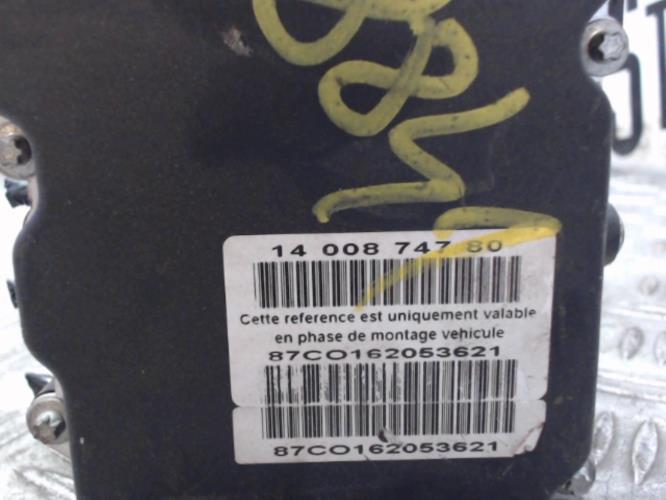 14 008 747 80
Cette reference est uniquement valable
en phase de montage vehicule
87CO162053621
87CO162053621